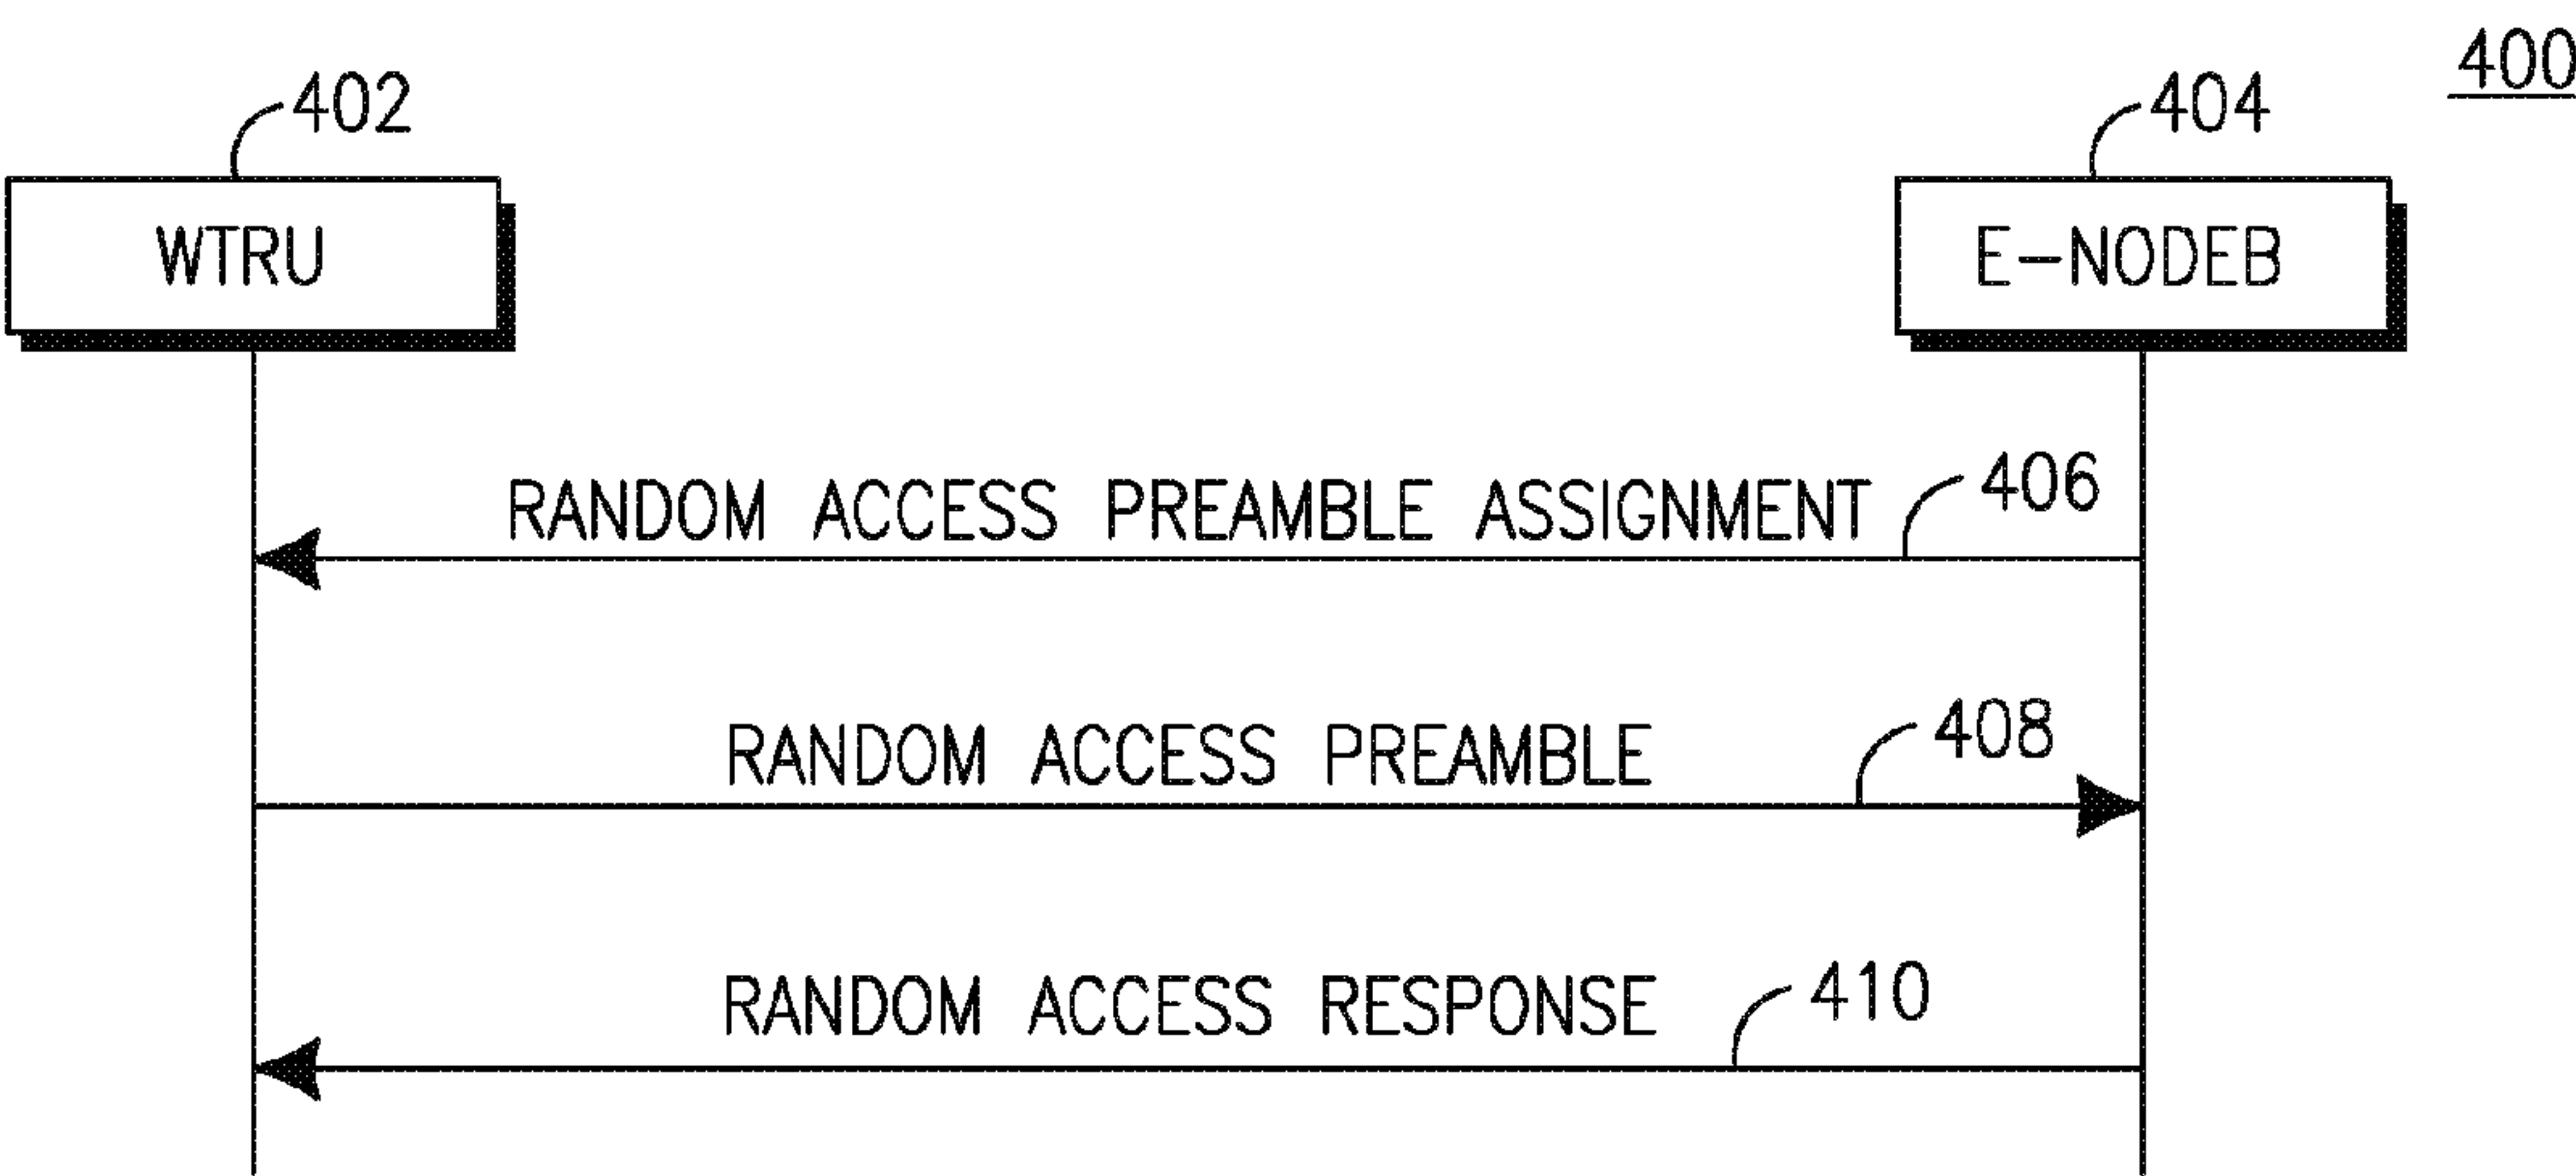 400
402
404
WTRU
E-NODEB
RANDOM ACCESS PREAMBLE ASSIGNMENT
406
RANDOM ACCESS PREAMBLE
408
RANDOM ACCESS RESPONSE
410